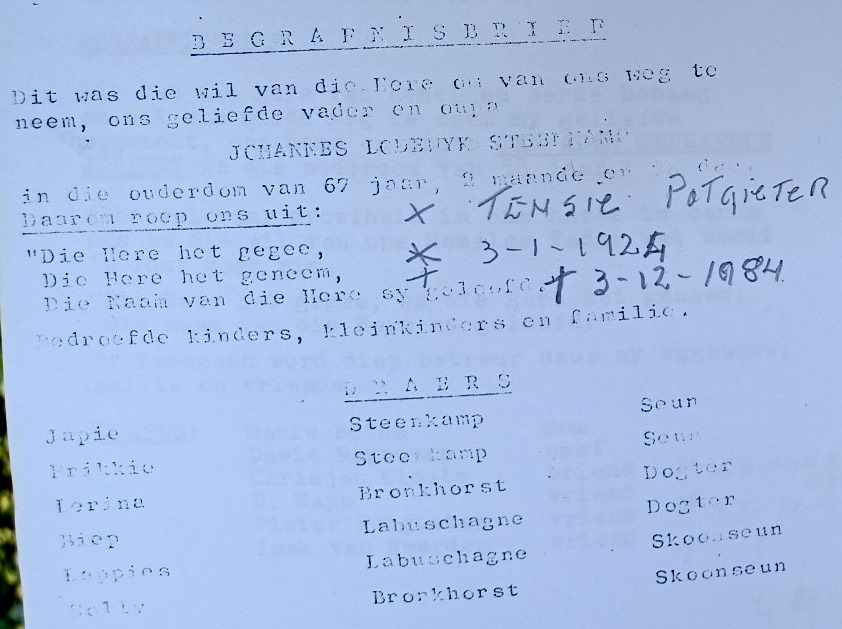 B E G R A F N I S B R I E F
Dit was die wil van die Here om van ons weg te
neem, ons geliefde vader en oupa
JOHANNES LODEWYK STEENKAMP
in die ouderdom van 67 jaar, 2 maande en
Daarom roep ons uit: x TENSIE POTGIETER
"Die Here het gegee, * 3-1-1924
Die Here het geneem, + † 3-12-1984
Die Naam van die Here sy geloofd.
Bedroefde kinders, kleinkinders en familie.
D R A E R S
Japie Steenkamp Seun
Frikkie Steenkamp Seun
Lerina Bronkhorst Dogter
Biep Labuschagne Dogter
Lappies Labuschagne Skoonseun
Bronkhorst Skoonseun